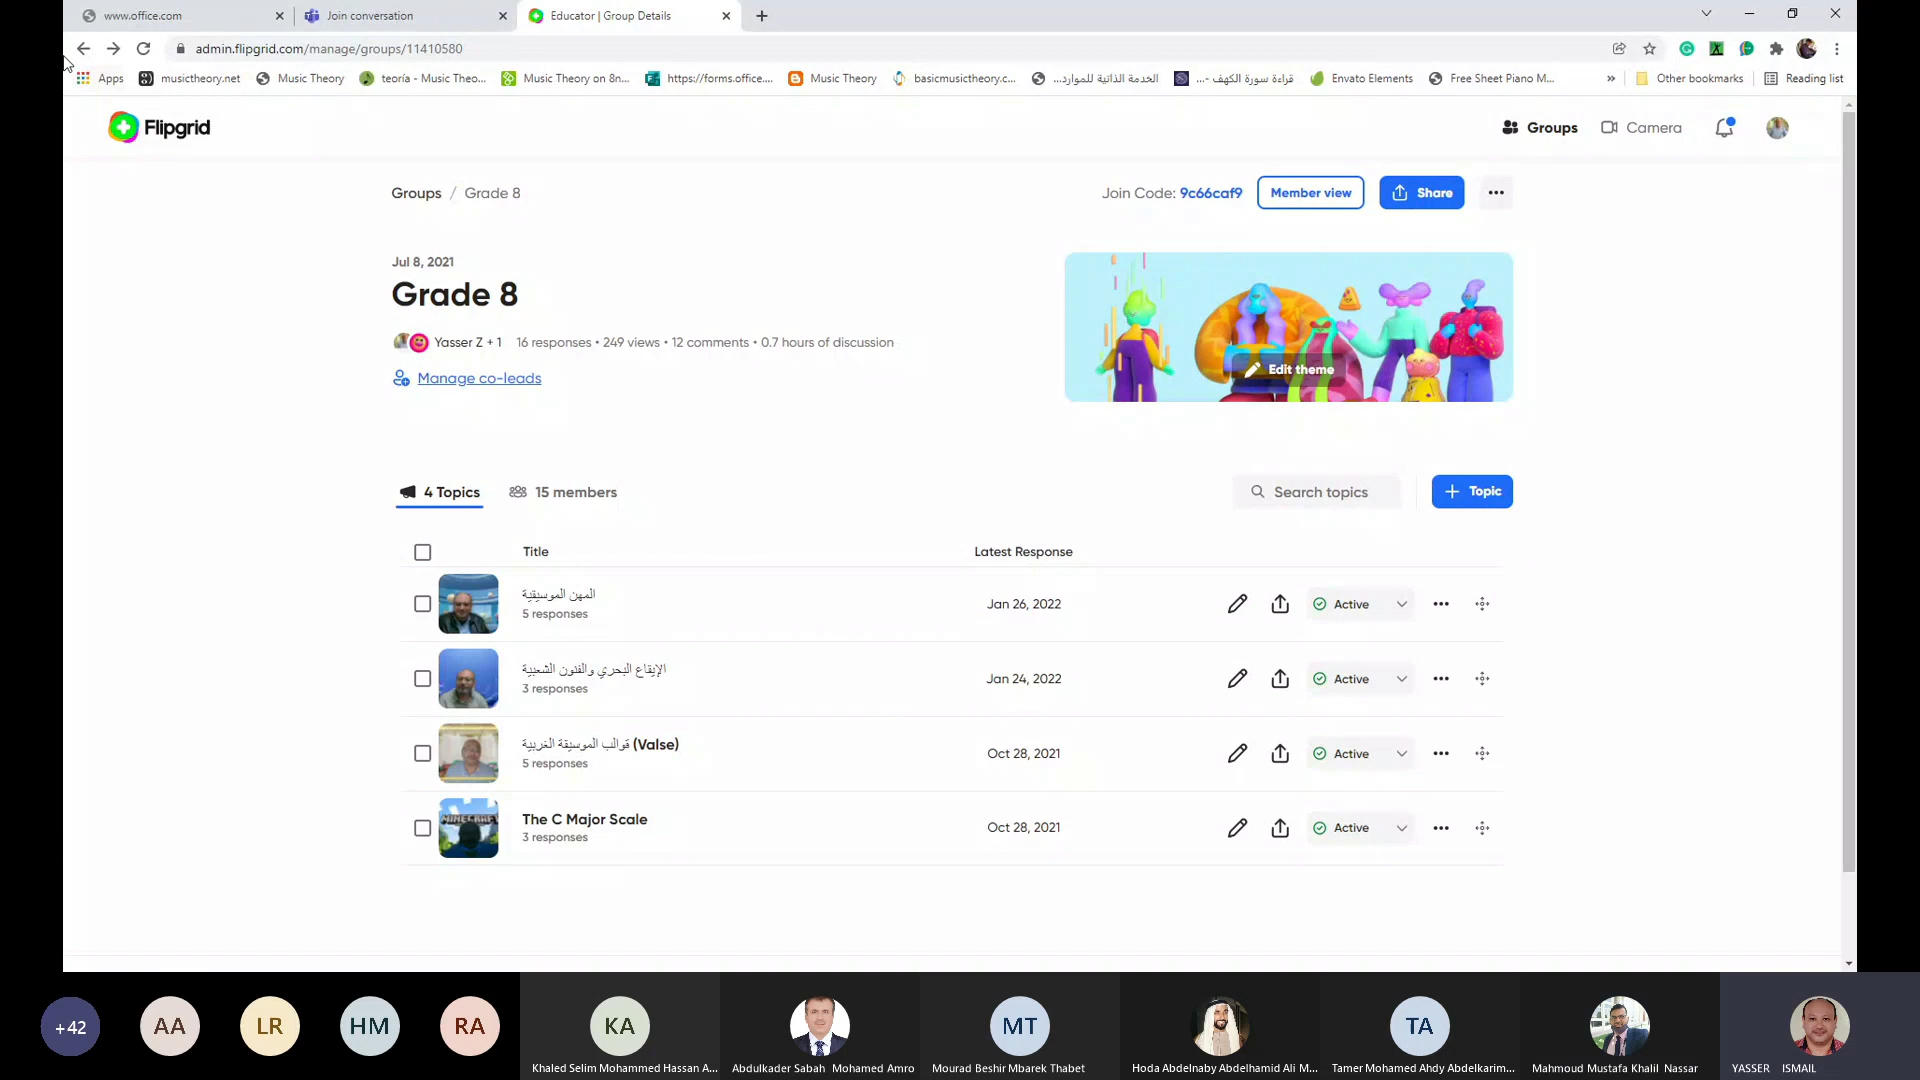 www.office.com
Join conversation
Educator | Group Details
admin.flipgrid.com/manage/groups/11410580
Apps
musictheory.net
Music Theory
teoría - Music Theo...
Music Theory on 8n...
https://forms.office....
Music Theory
basicmusictheory.c...
الخدمة الذاتية للموارد...
قراءة سورة الكهف -...
Envato Elements
Free Sheet Piano M...
»
Other bookmarks
Reading list
Flipgrid
Groups
Camera
Groups / Grade 8
Join Code: 9c66caf9
Member view
Share
Jul 8, 2021
Grade 8
Yasser Z + 1 16 responses • 249 views • 12 comments • 0.7 hours of discussion
Manage co-leads
Edit theme
4 Topics
15 members
Search topics
Topic
Title
Latest Response
المهن الموسيقية
5 responses
Jan 26, 2022
Active
الإيقاع البحري والفنون الشعبية
3 responses
Jan 24, 2022
Active
قوالب الموسيقة الغربية (Valse)
5 responses
Oct 28, 2021
Active
MINECRAFT
The C Major Scale
3 responses
Oct 28, 2021
Active
+42
AA
LR
HM
RA
KA
Khaled Selim Mohammed Hassan A...
Abdulkader Sabah Mohamed Amro
MT
Mourad Beshir Mbarek Thabet
Hoda Abdelnaby Abdelhamid Ali M...
TA
Tamer Mohamed Ahdy Abdelkarim...
Mahmoud Mustafa Khalil Nassar
YASSER ISMAIL